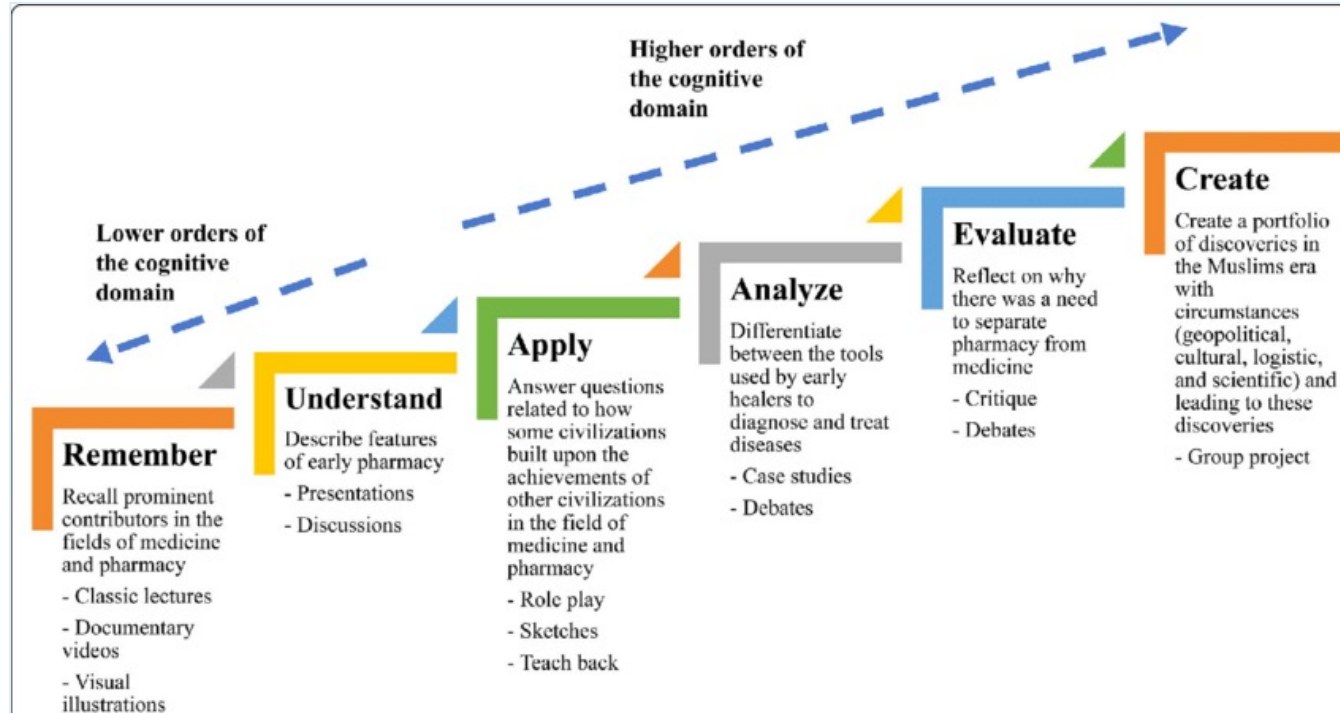 Higher orders of
the cognitive
domain
Lower orders of
the cognitive
domain
Remember
Recall prominent
contributors in the
fields of medicine
and pharmacy
- Classic lectures
- Documentary
videos
- Visual
illustrations
Understand
Describe features
of early pharmacy
- Presentations
- Discussions
Apply
Answer questions
related to how
some civilizations
built upon the
achievements of
other civilizations
in the field of
medicine and
pharmacy
- Role play
- Sketches
- Teach back
Analyze
Differentiate
between the tools
used by early
healers to
diagnose and treat
diseases
- Case studies
- Debates
Evaluate
Reflect on why
there was a need
to separate
pharmacy from
medicine
- Critique
- Debates
Create
Create a portfolio
of discoveries in
the Muslims era
with
circumstances
(geopolitical,
cultural, logistic,
and scientific) and
leading to these
discoveries
- Group project